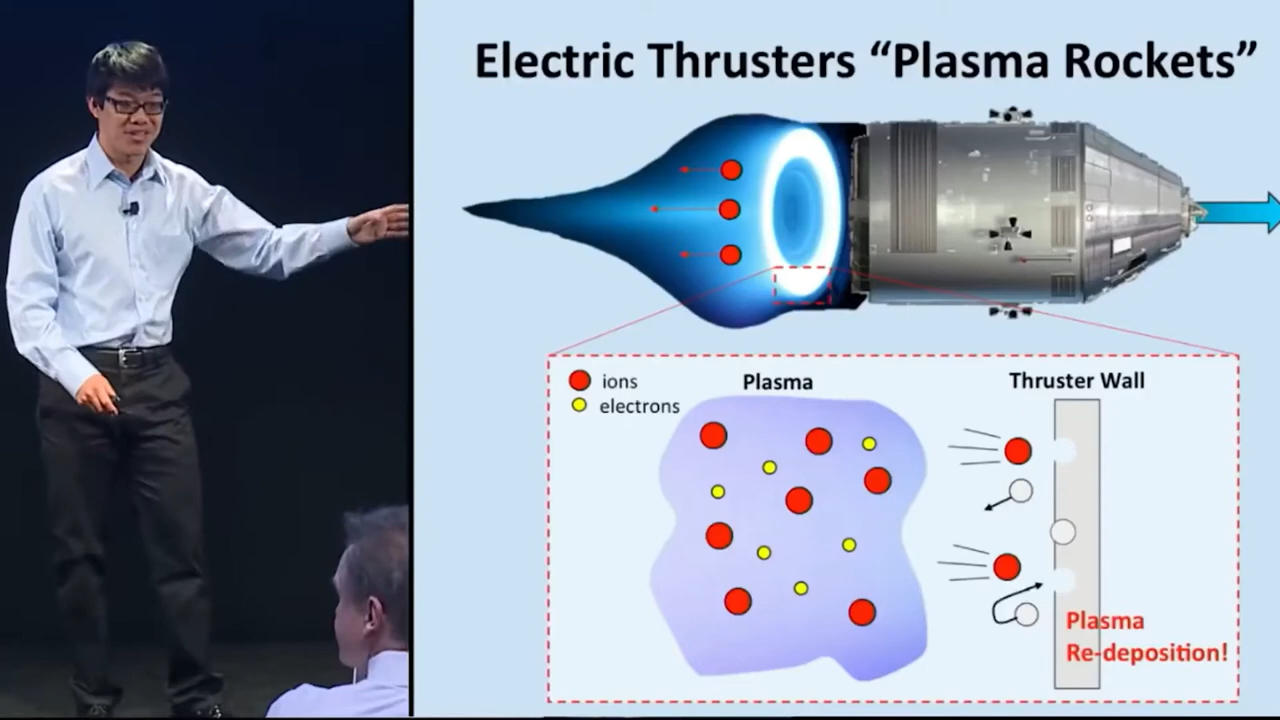 Electric Thrusters “Plasma Rockets”
ions
electrons
Plasma
Thruster Wall
Plasma
Re-deposition!